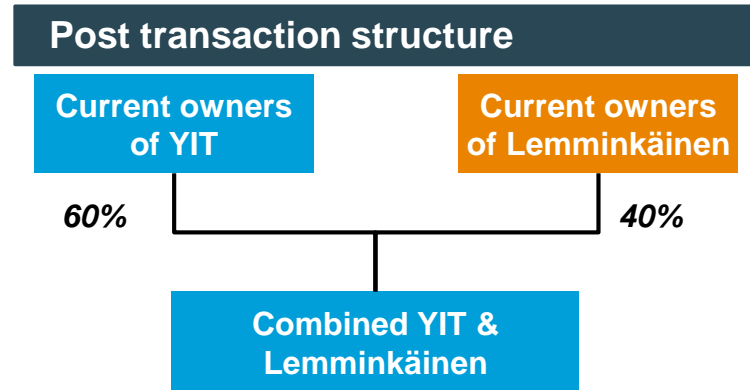 Post transaction structure
Current owners
of YIT
Current owners
of Lemminkäinen
60%
40%
Combined YIT &
Lemminkäinen